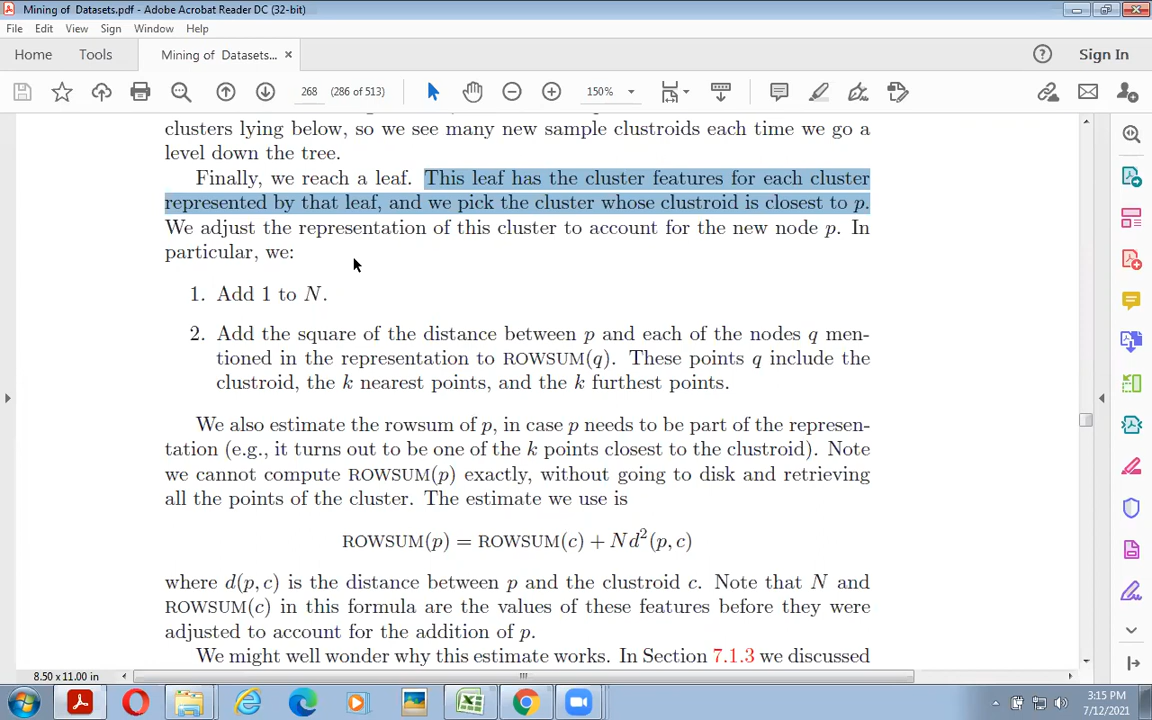 Mining of  Datasets.pdf - Adobe Acrobat Reader DC (32-bit)
File Edit View Sign Window Help
Home Tools Mining of Datasets... × ? Sign In
268 (286 of 513) 150%
clusters lying below, so we see many new sample clustroids each time we go a
level down the tree.
Finally, we reach a leaf. This leaf has the cluster features for each cluster
represented by that leaf, and we pick the cluster whose clustroid is closest to p.
We adjust the representation of this cluster to account for the new node p. In
particular, we:
1. Add 1 to N.
2. Add the square of the distance between p and each of the nodes q men-
tioned in the representation to ROWSUM(q). These points q include the
clustroid, the k nearest points, and the k furthest points.
We also estimate the rowsum of p, in case p needs to be part of the represen-
tation (e.g., it turns out to be one of the k points closest to the clustroid). Note
we cannot compute ROWSUM(p) exactly, without going to disk and retrieving
all the points of the cluster. The estimate we use is
ROWSUM(p) = ROWSUM(c) + Nd²(p, c)
where d(p, c) is the distance between p and the clustroid c. Note that N and
ROWSUM(c) in this formula are the values of these features before they were
adjusted to account for the addition of p.
We might well wonder why this estimate works. In Section 7.1.3 we discussed
8.50 x 11.00 in
3:15 PM
7/12/2021